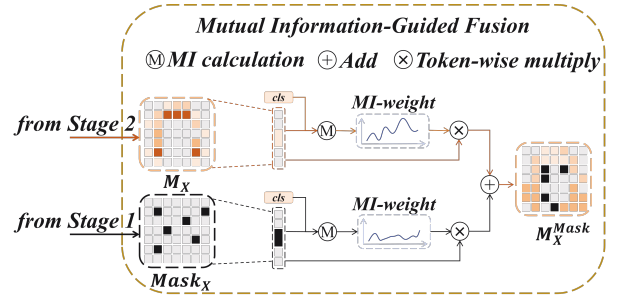 Mutual Information-Guided Fusion
M MI calculation + Add × Token-wise multiply
from Stage 2
cls
MI-weight
M
×
M_X
+
from Stage 1
cls
MI-weight
M
×
Mask_X
M_X^Mask